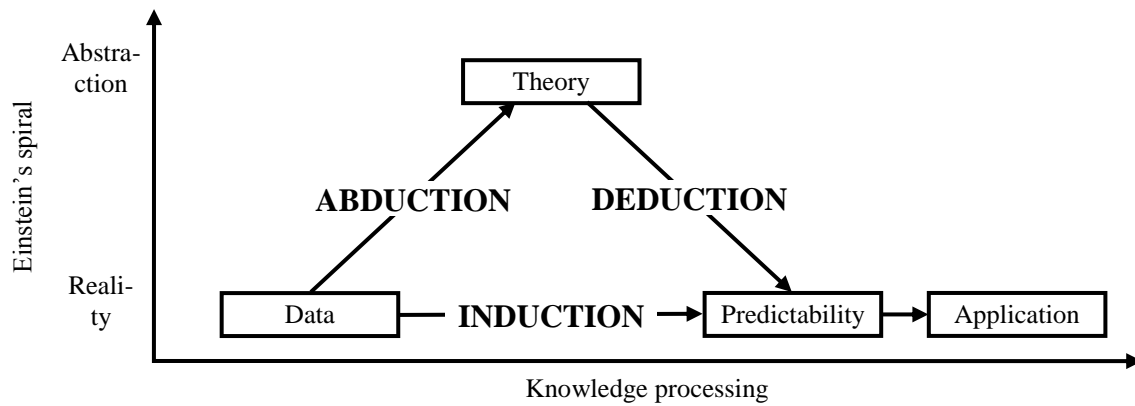 Abstra-
ction
Theory
Einstein’s spiral
ABDUCTION
DEDUCTION
Reali-
ty
Data
INDUCTION
Predictability
Application
Knowledge processing